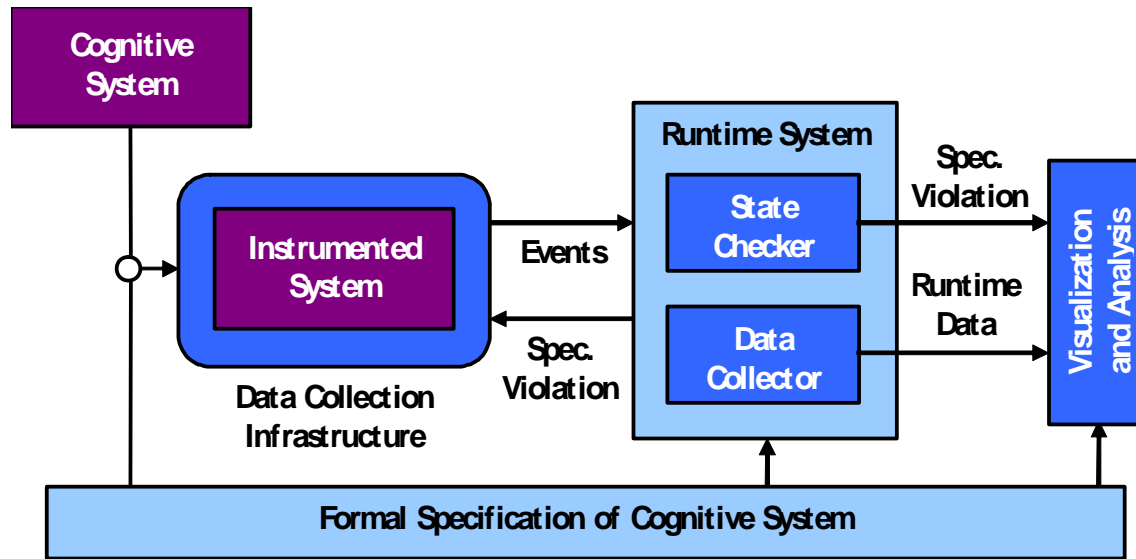 Cognitive
System
Runtime System
Spec.
Violation
State
Checker
Instrumented
System
Events
Visualization
and Analysis
Runtime
Data
Spec.
Violation
Data
Collector
Data Collection
Infrastructure
Formal Specification of Cognitive System